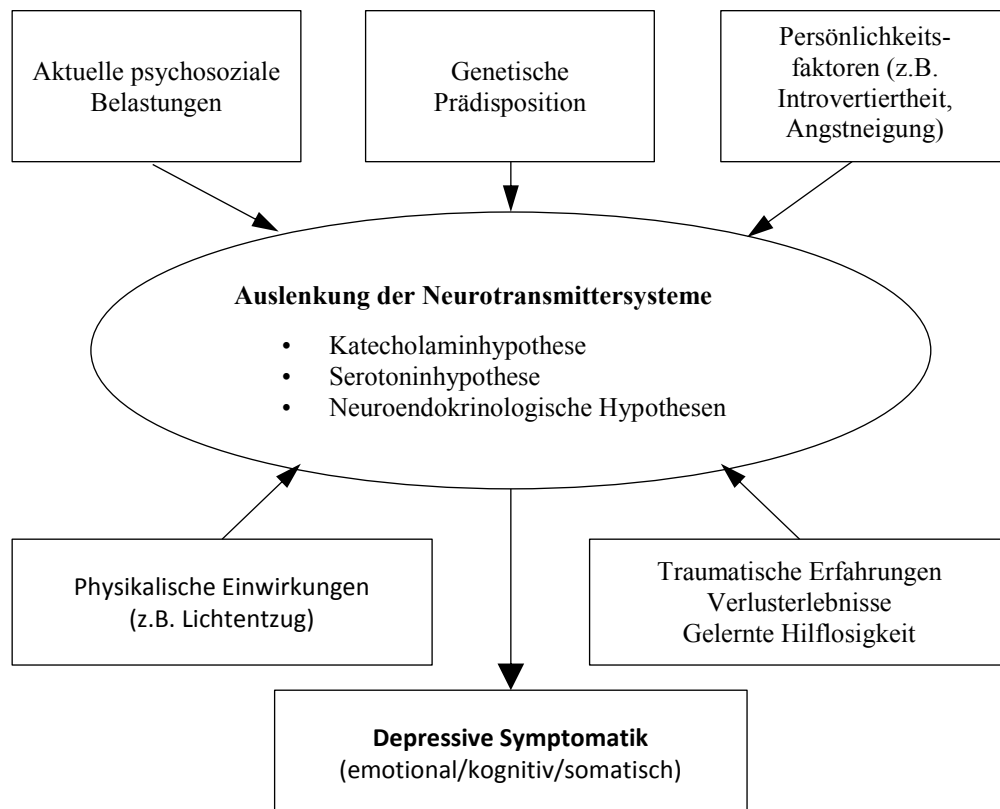 Aktuelle psychosoziale
Belastungen
Genetische
Prädisposition
Persönlichkeits-
faktoren (z.B.
Introvertiertheit,
Angstneigung)
Auslenkung der Neurotransmittersysteme
• Katecholaminhypothese
• Serotoninhypothese
• Neuroendokrinologische Hypothesen
Physikalische Einwirkungen
(z.B. Lichtentzug)
Traumatische Erfahrungen
Verlusterlebnisse
Gelernte Hilflosigkeit
Depressive Symptomatik
(emotional/kognitiv/somatisch)